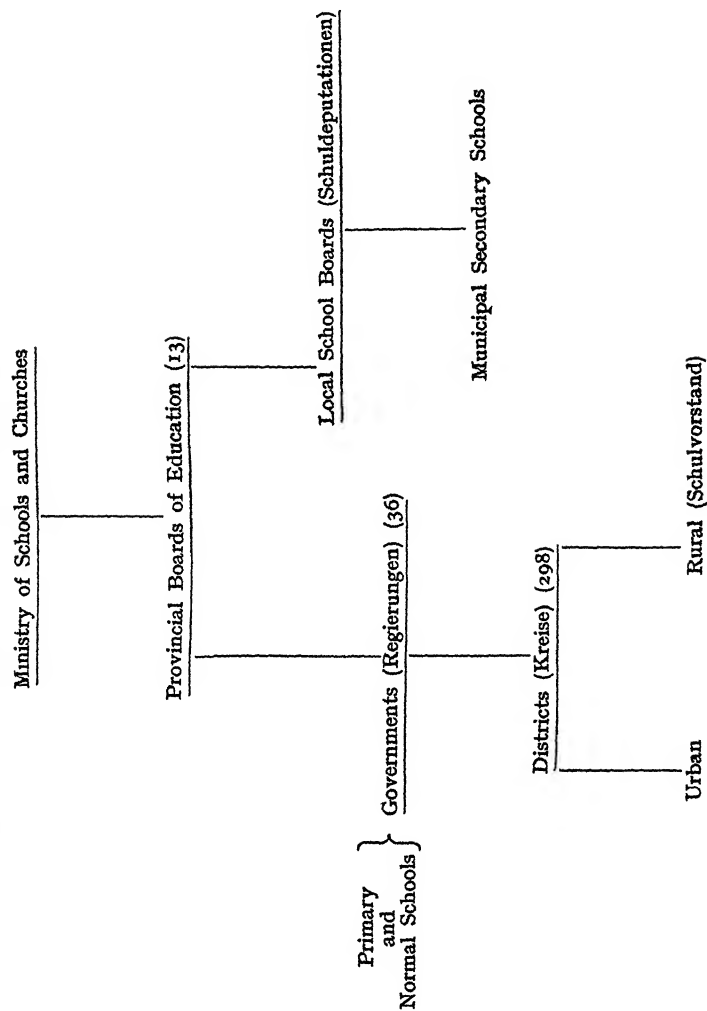 Ministry of Schools and Churches
Provincial Boards of Education (13)
Local School Boards (Schuldeputationen)
Municipal Secondary Schools
Primary
and
Normal Schools
Governments (Regierungen) (36)
Districts (Kreise) (298)
Urban
Rural (Schulvorstand)